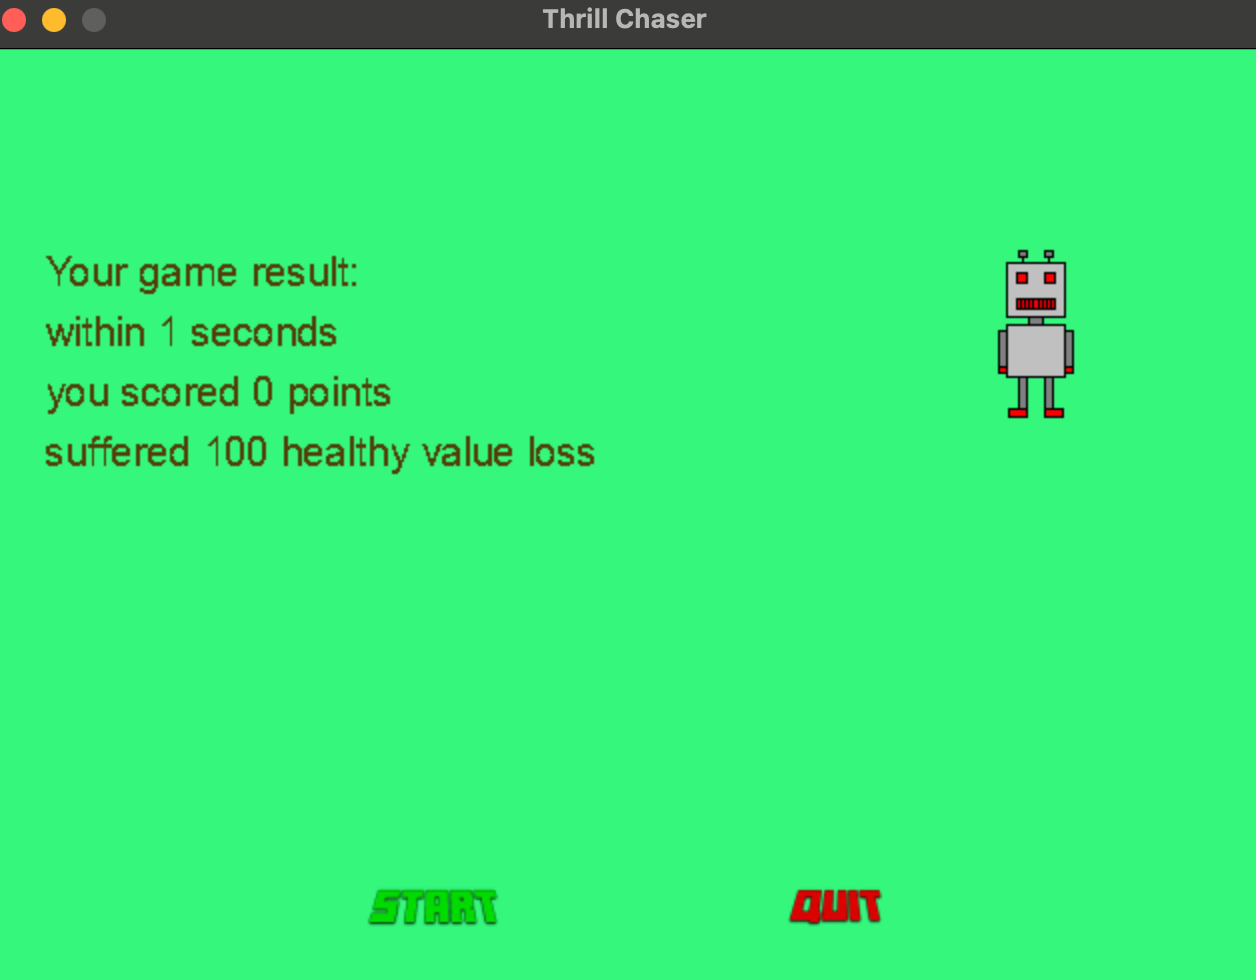 Thrill Chaser
Your game result:
within 1 seconds
you scored 0 points
suffered 100 healthy value loss
START
QUIT